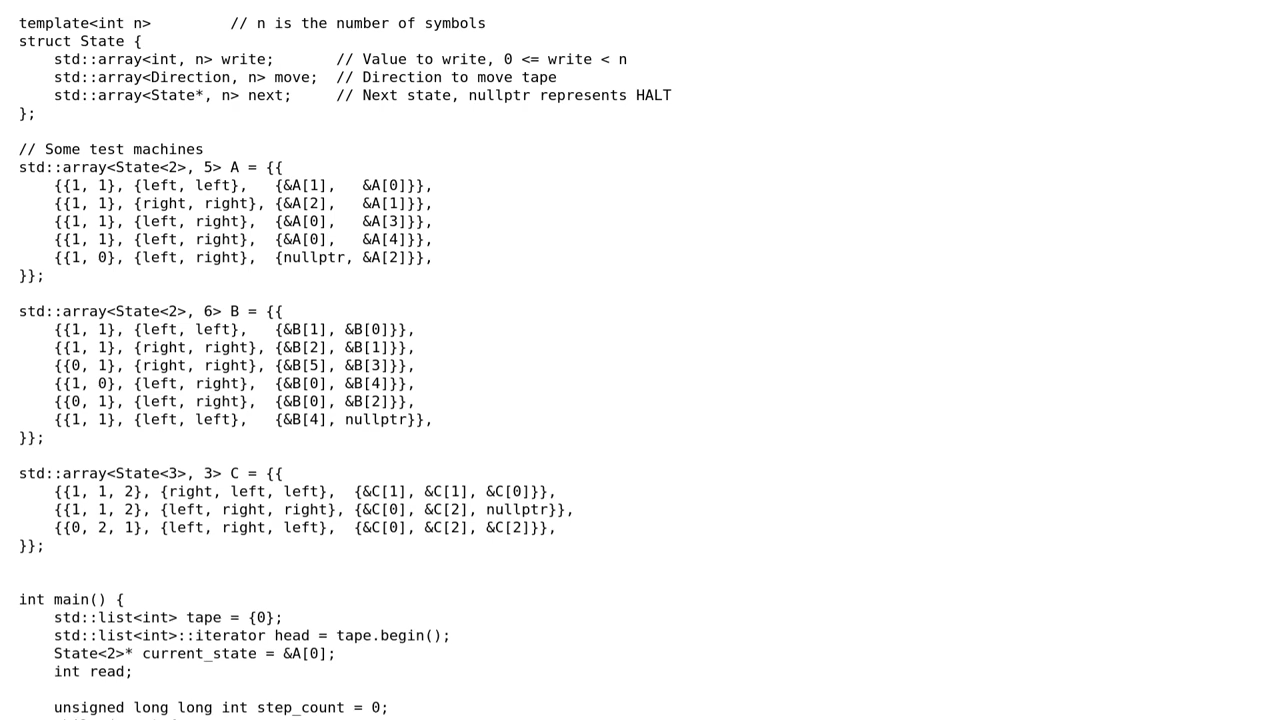 template<int n>         // n is the number of symbols
struct State {
    std::array<int, n> write;       // Value to write, 0 <= write < n
    std::array<Direction, n> move;  // Direction to move tape
    std::array<State*, n> next;     // Next state, nullptr represents HALT
};

// Some test machines
std::array<State<2>, 5> A = {{
    {{1, 1}, {left, left},   {&A[1],   &A[0]}},
    {{1, 1}, {right, right}, {&A[2],   &A[1]}},
    {{1, 1}, {left, right},  {&A[0],   &A[3]}},
    {{1, 1}, {left, right},  {&A[0],   &A[4]}},
    {{1, 0}, {left, right},  {nullptr, &A[2]}},
}};

std::array<State<2>, 6> B = {{
    {{1, 1}, {left, left},   {&B[1], &B[0]}},
    {{1, 1}, {right, right}, {&B[2], &B[1]}},
    {{0, 1}, {right, right}, {&B[5], &B[3]}},
    {{1, 0}, {left, right},  {&B[0], &B[4]}},
    {{0, 1}, {left, right},  {&B[0], &B[2]}},
    {{1, 1}, {left, left},   {&B[4], nullptr}},
}};

std::array<State<3>, 3> C = {{
    {{1, 1, 2}, {right, left, left},  {&C[1], &C[1], &C[0]}},
    {{1, 1, 2}, {left, right, right}, {&C[0], &C[2], nullptr}},
    {{0, 2, 1}, {left, right, left},  {&C[0], &C[2], &C[2]}},
}};


int main() {
    std::list<int> tape = {0};
    std::list<int>::iterator head = tape.begin();
    State<2>* current_state = &A[0];
    int read;

    unsigned long long int step_count = 0;